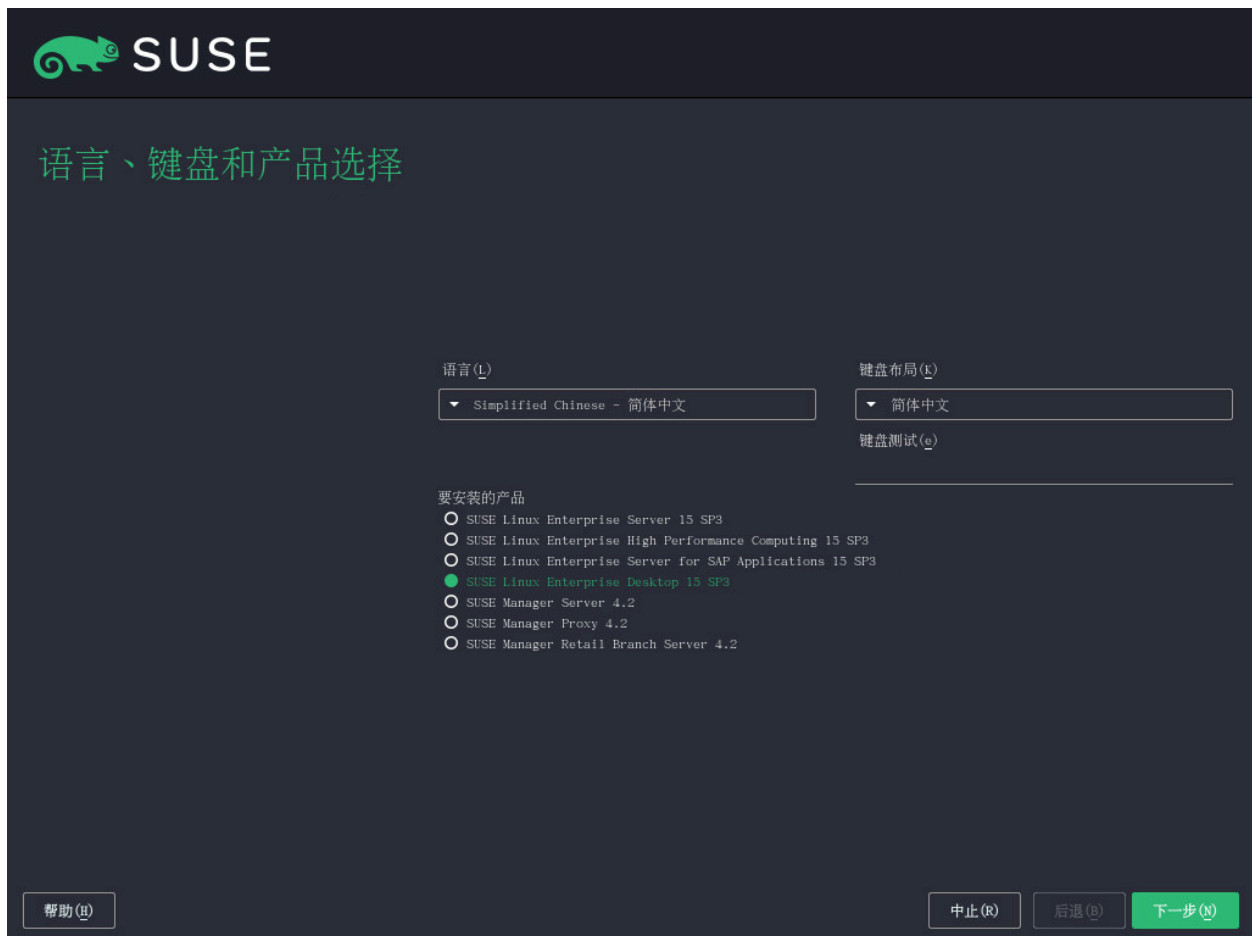 SUSE
语言、键盘和产品选择
语言(L)
键盘布局(K)
Simplified Chinese - 简体中文
简体中文
键盘测试(e)
要安装的产品
SUSE Linux Enterprise Server 15 SP3
SUSE Linux Enterprise High Performance Computing 15 SP3
SUSE Linux Enterprise Server for SAP Applications 15 SP3
SUSE Linux Enterprise Desktop 15 SP3
SUSE Manager Server 4.2
SUSE Manager Proxy 4.2
SUSE Manager Retail Branch Server 4.2
帮助(H)
中止(R)
后退(B)
下一步(N)